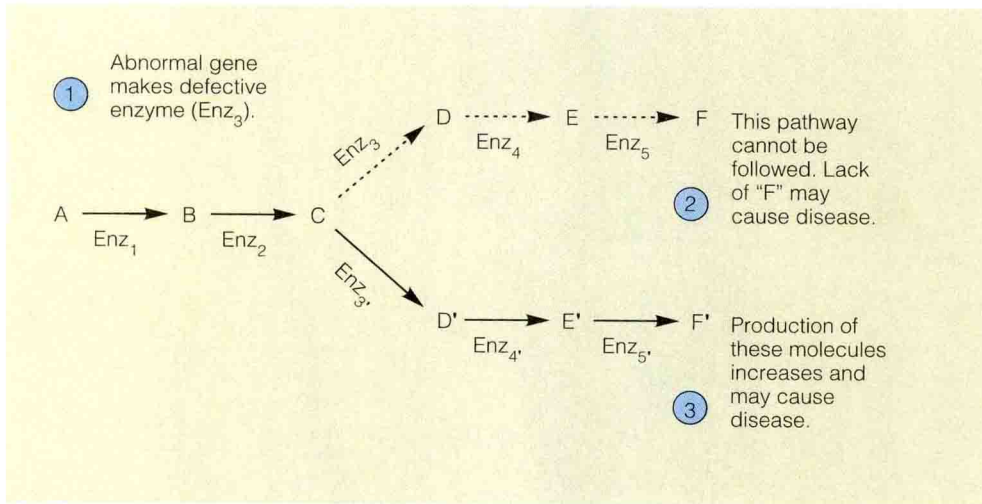 1
Abnormal gene
makes defective
enzyme (Enz₃).
D Enz₄ E Enz₅ F
Enz₃
This pathway
cannot be
followed. Lack
of “F” may
cause disease.
2
A Enz₁ B Enz₂ C
Enz₃'
D' Enz₄' E' Enz₅' F'
Production of
these molecules
increases and
may cause
disease.
3